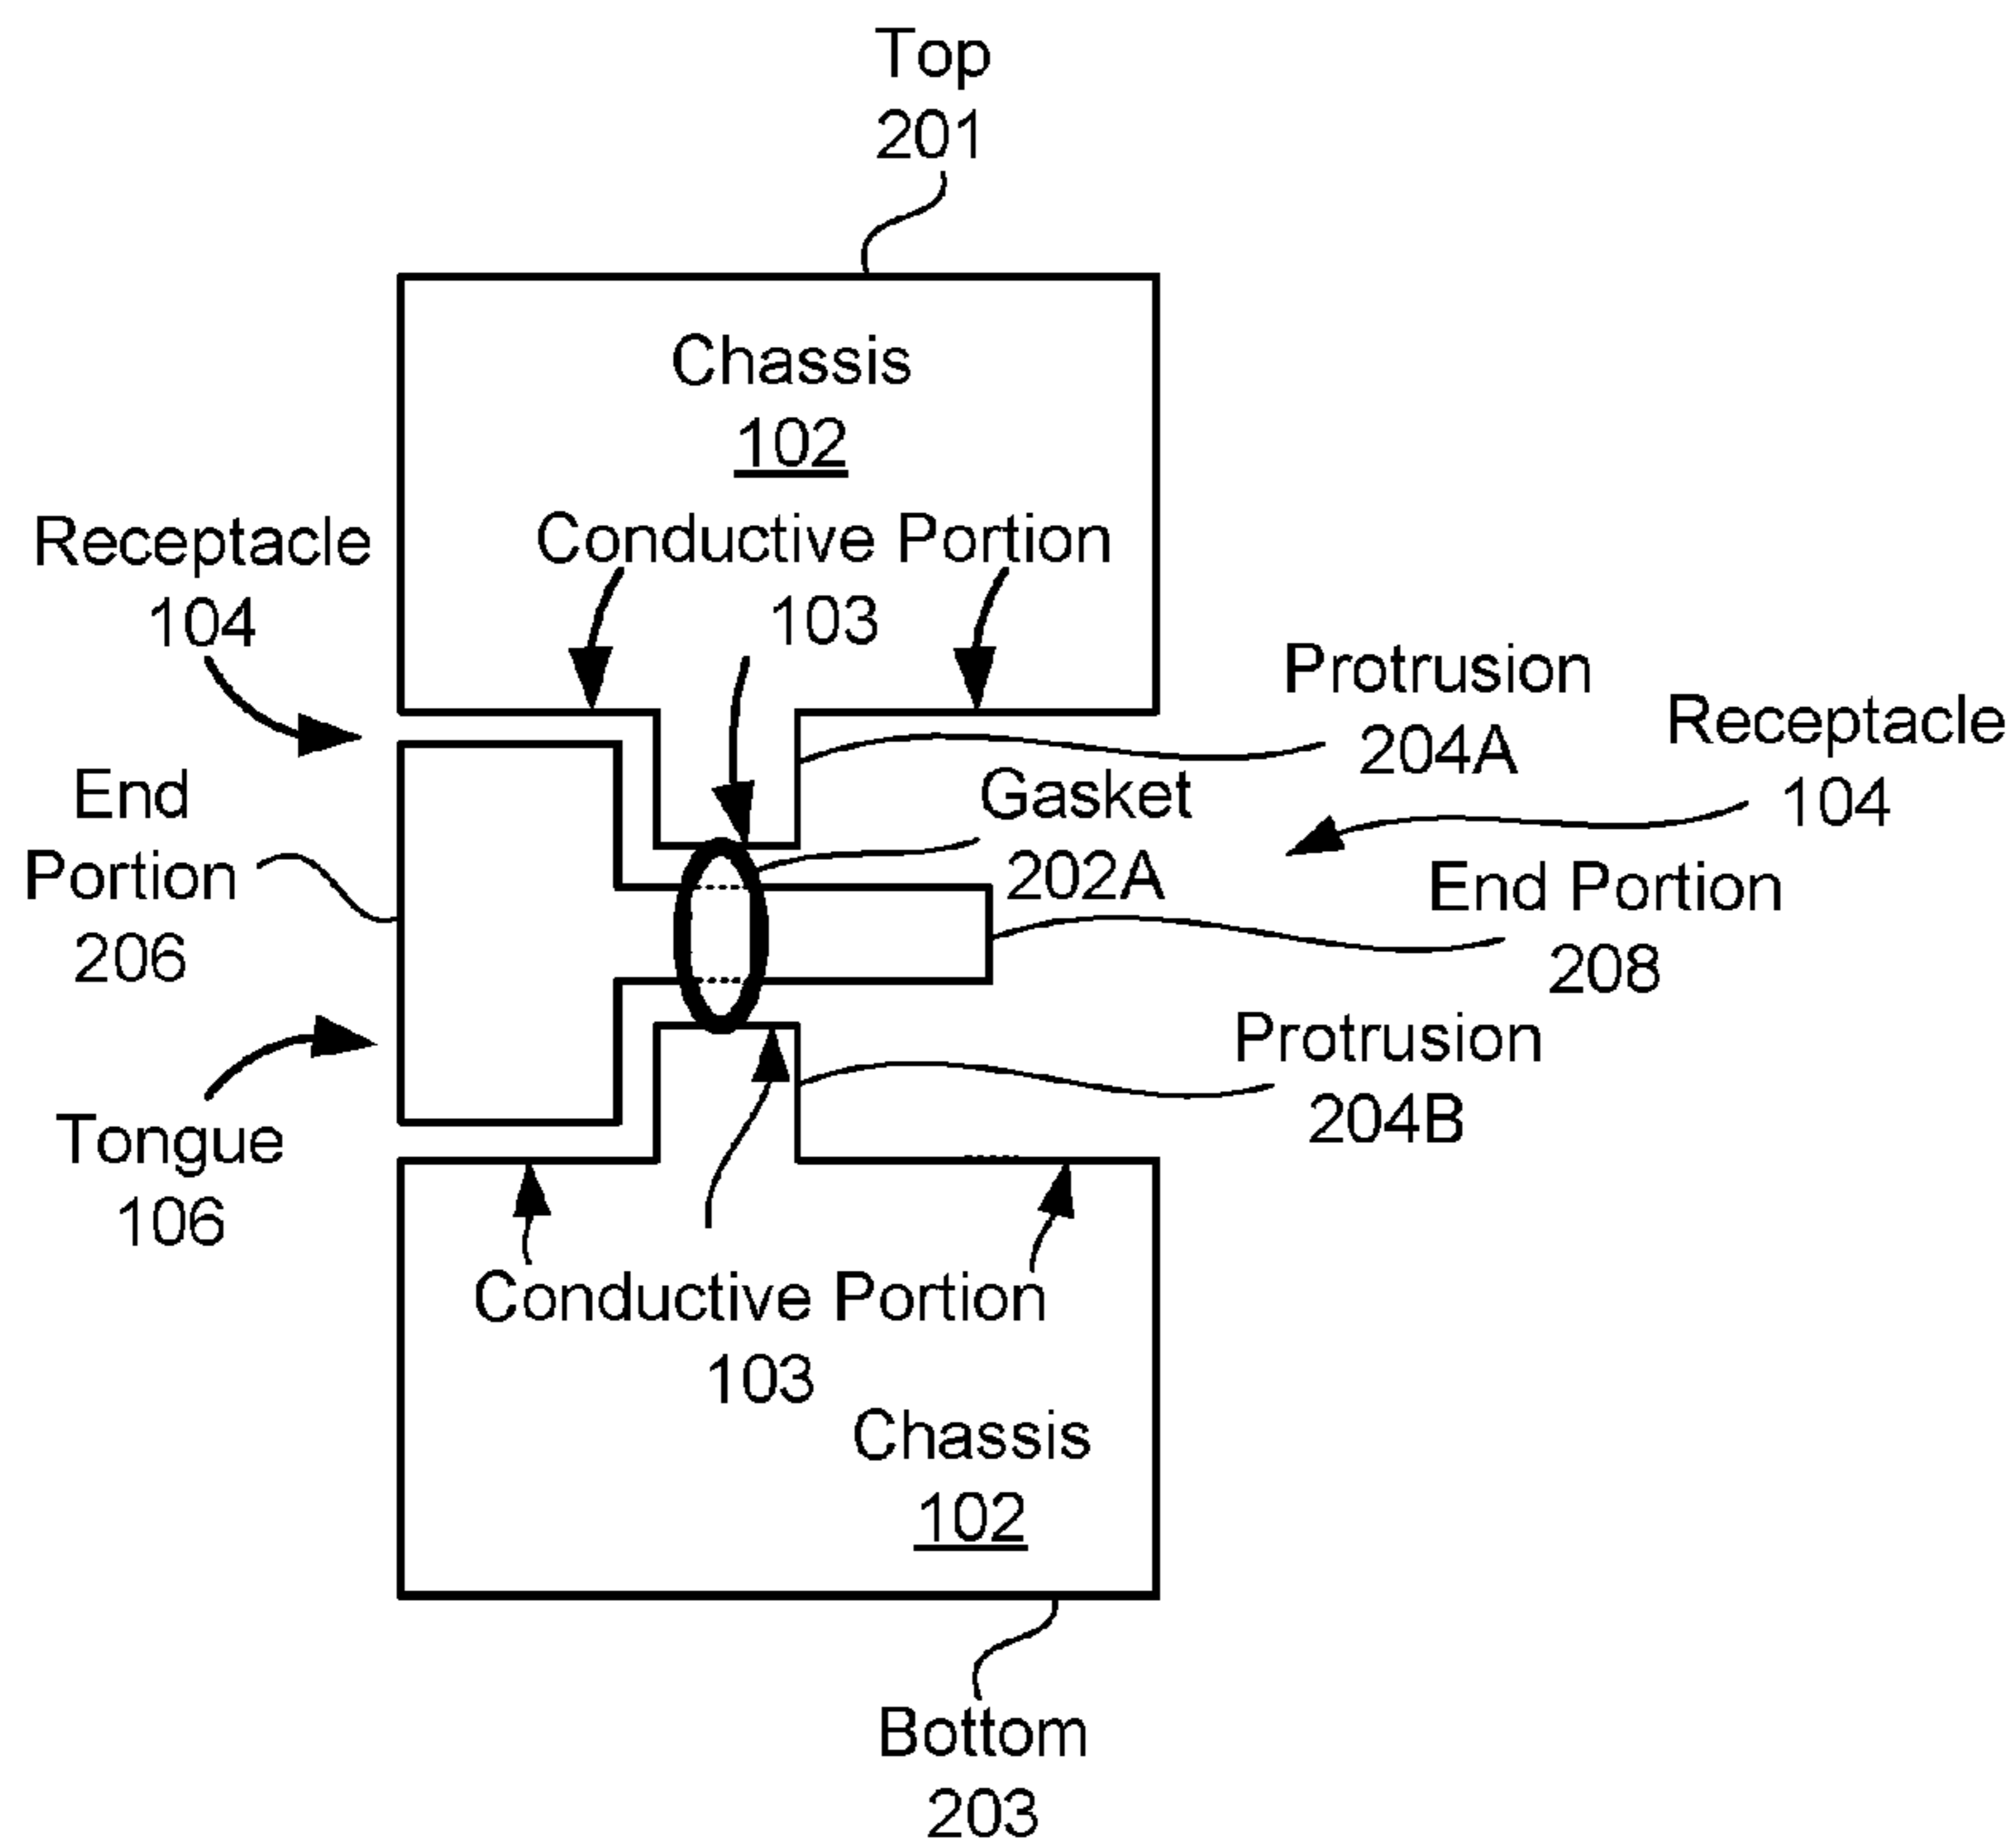 Top
201
Chassis
102
Conductive Portion
103
Receptacle
104
Protrusion
204A
Receptacle
104
Gasket
202A
End
Portion
206
End Portion
208
Protrusion
204B
Tongue
106
Conductive Portion
103
Chassis
102
Bottom
203